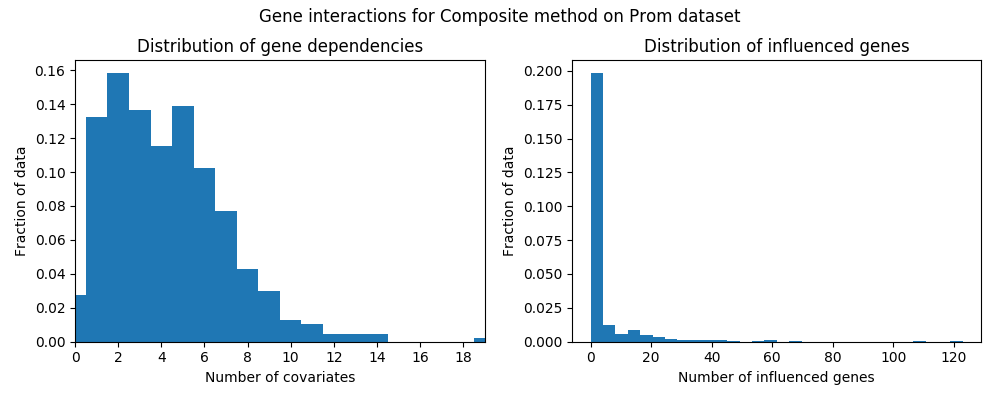 Gene interactions for Composite method on Prom dataset
Distribution of gene dependencies
0.16
0.14
0.12
0.10
0.08
0.06
0.04
0.02
0.00
Fraction of data
0 2 4 6 8 10 12 14 16 18
Number of covariates
Distribution of influenced genes
0.200
0.175
0.150
0.125
0.100
0.075
0.050
0.025
0.000
Fraction of data
0 20 40 60 80 100 120
Number of influenced genes